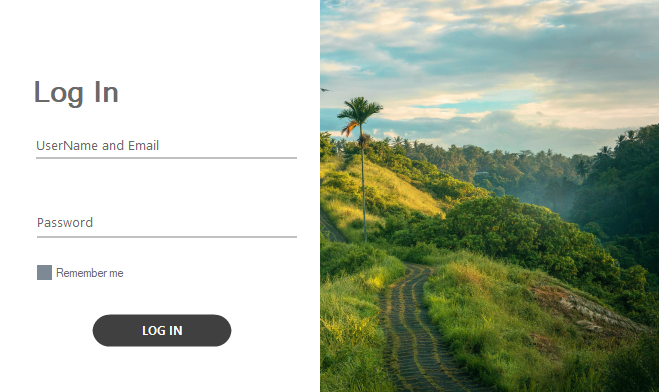 Log In
UserName and Email
Password
Remember me
LOG IN